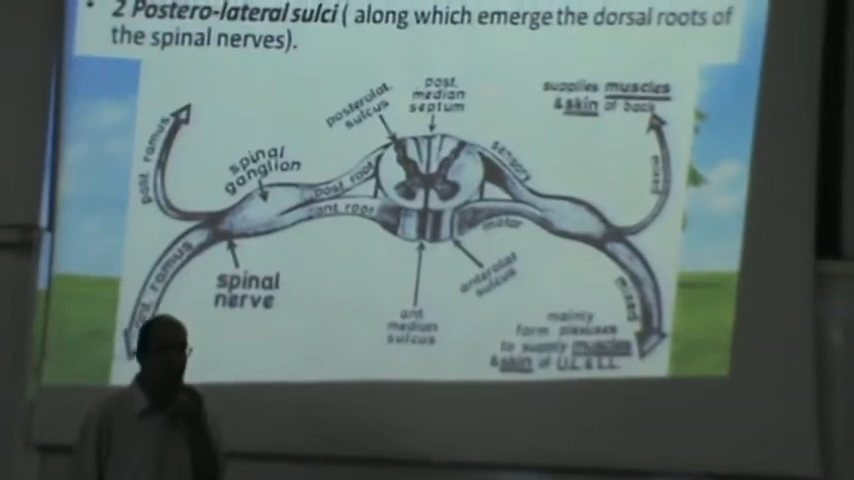 • 2 Postero-lateral sulci ( along which emerge the dorsal roots of
the spinal nerves).
posterolat.
sulcus
post.
median
septum
supplies muscles
& skin of back
post ramus
spinal
ganglion
post root
ant root
sensory
motor
mixed
ant. ramus
spinal
nerve
ant
median
sulcus
anterolat
sulcus
mixed
mainly
form plexuses
to supply muscles
& skin of U.L & L.L.